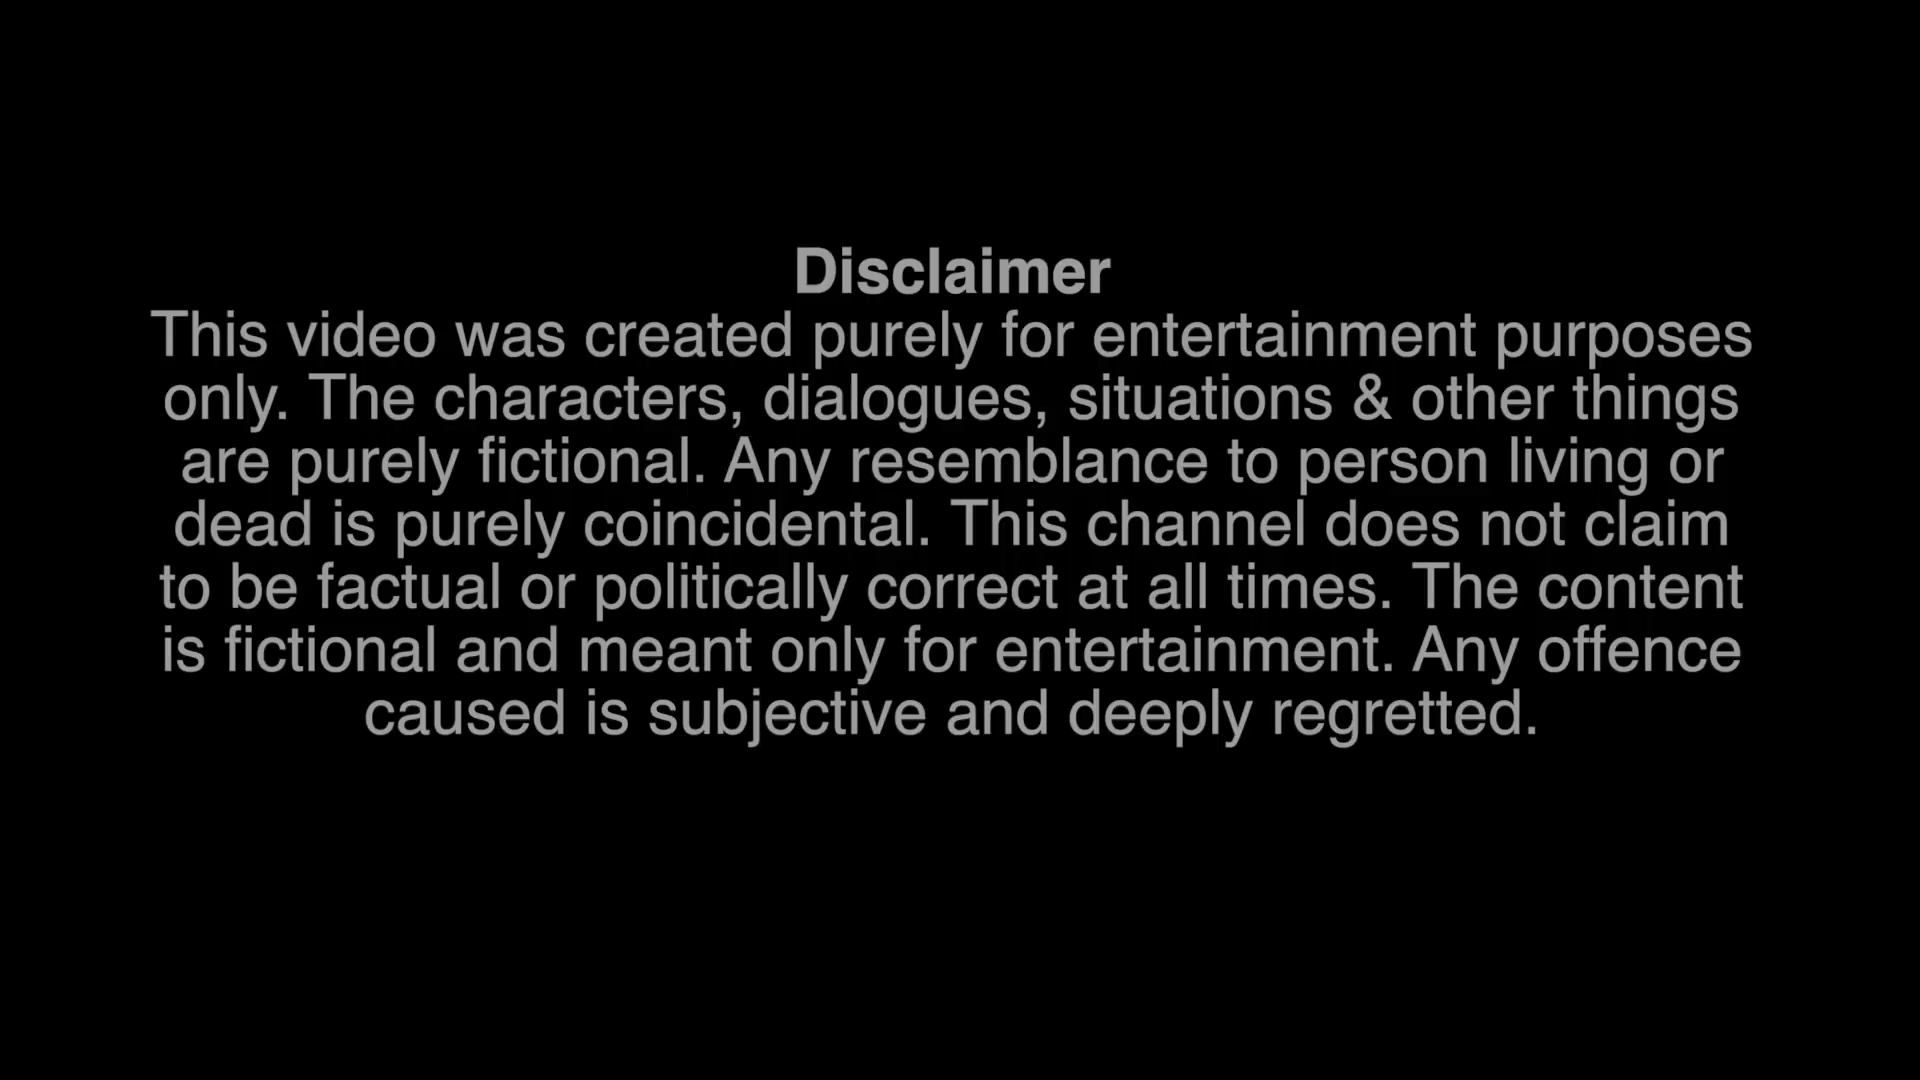 Disclaimer
This video was created purely for entertainment purposes
only. The characters, dialogues, situations & other things
are purely fictional. Any resemblance to person living or
dead is purely coincidental. This channel does not claim
to be factual or politically correct at all times. The content
is fictional and meant only for entertainment. Any offence
caused is subjective and deeply regretted.